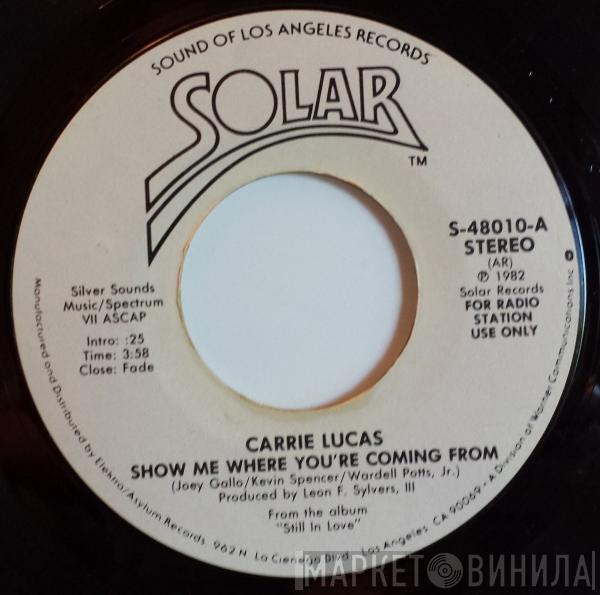 SOUND OF LOS ANGELES RECORDS
SOLAR
TM
S-48010-A
STEREO
(AR)
℗ 1982
Solar Records
FOR RADIO
STATION
USE ONLY
Silver Sounds
Music/Spectrum
VII ASCAP
Intro: :25
Time: 3:58
Close: Fade
CARRIE LUCAS
SHOW ME WHERE YOU'RE COMING FROM
(Joey Gallo/Kevin Spencer/Wardell Potts, Jr.)
Produced by Leon F. Sylvers, III
From the album
"Still In Love"
Manufactured and Distributed by Elektra/Asylum Records. 962 N. La Cienega Blvd., Los Angeles, CA 90069 • A Division of Warner Communications Inc.
МАРКЕТ ВИНИЛА